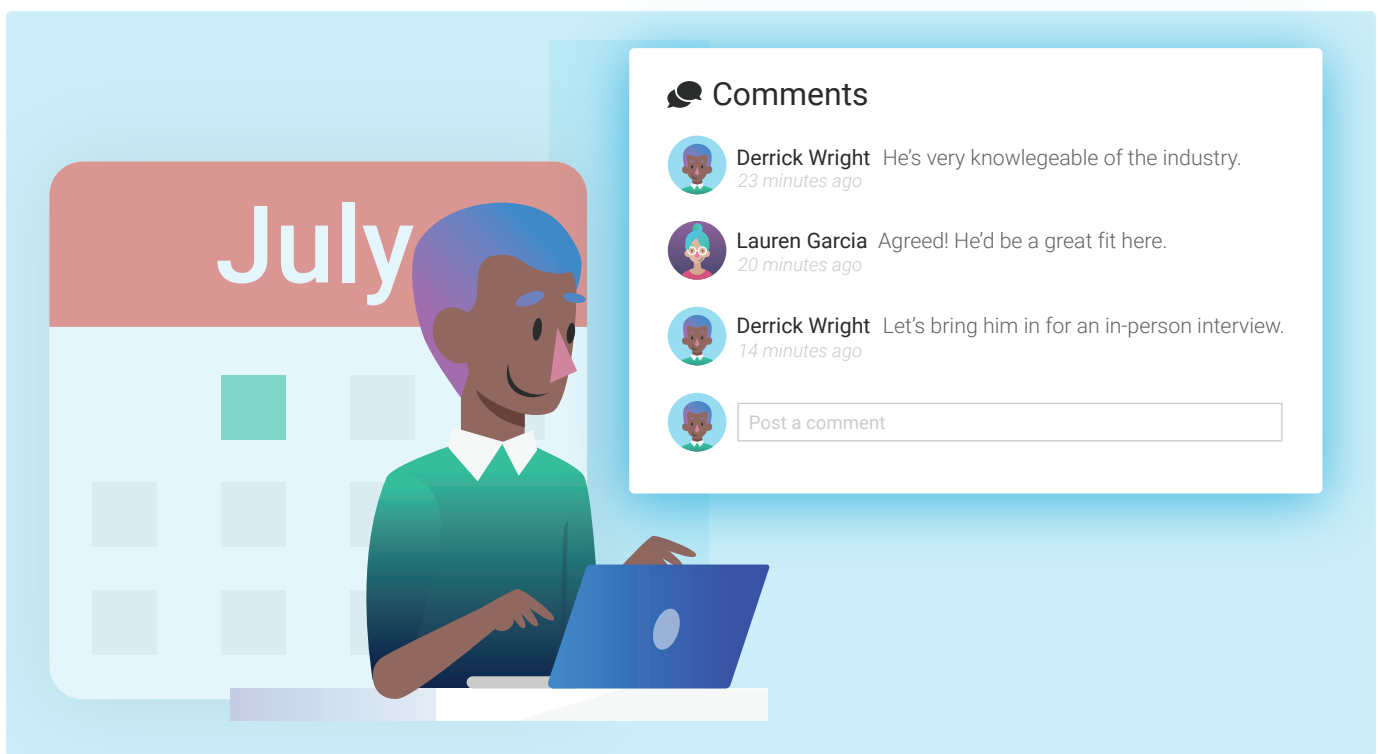 July
Comments
Derrick Wright He’s very knowlegeable of the industry.
23 minutes ago
Lauren Garcia Agreed! He’d be a great fit here.
20 minutes ago
Derrick Wright Let’s bring him in for an in-person interview.
14 minutes ago
Post a comment